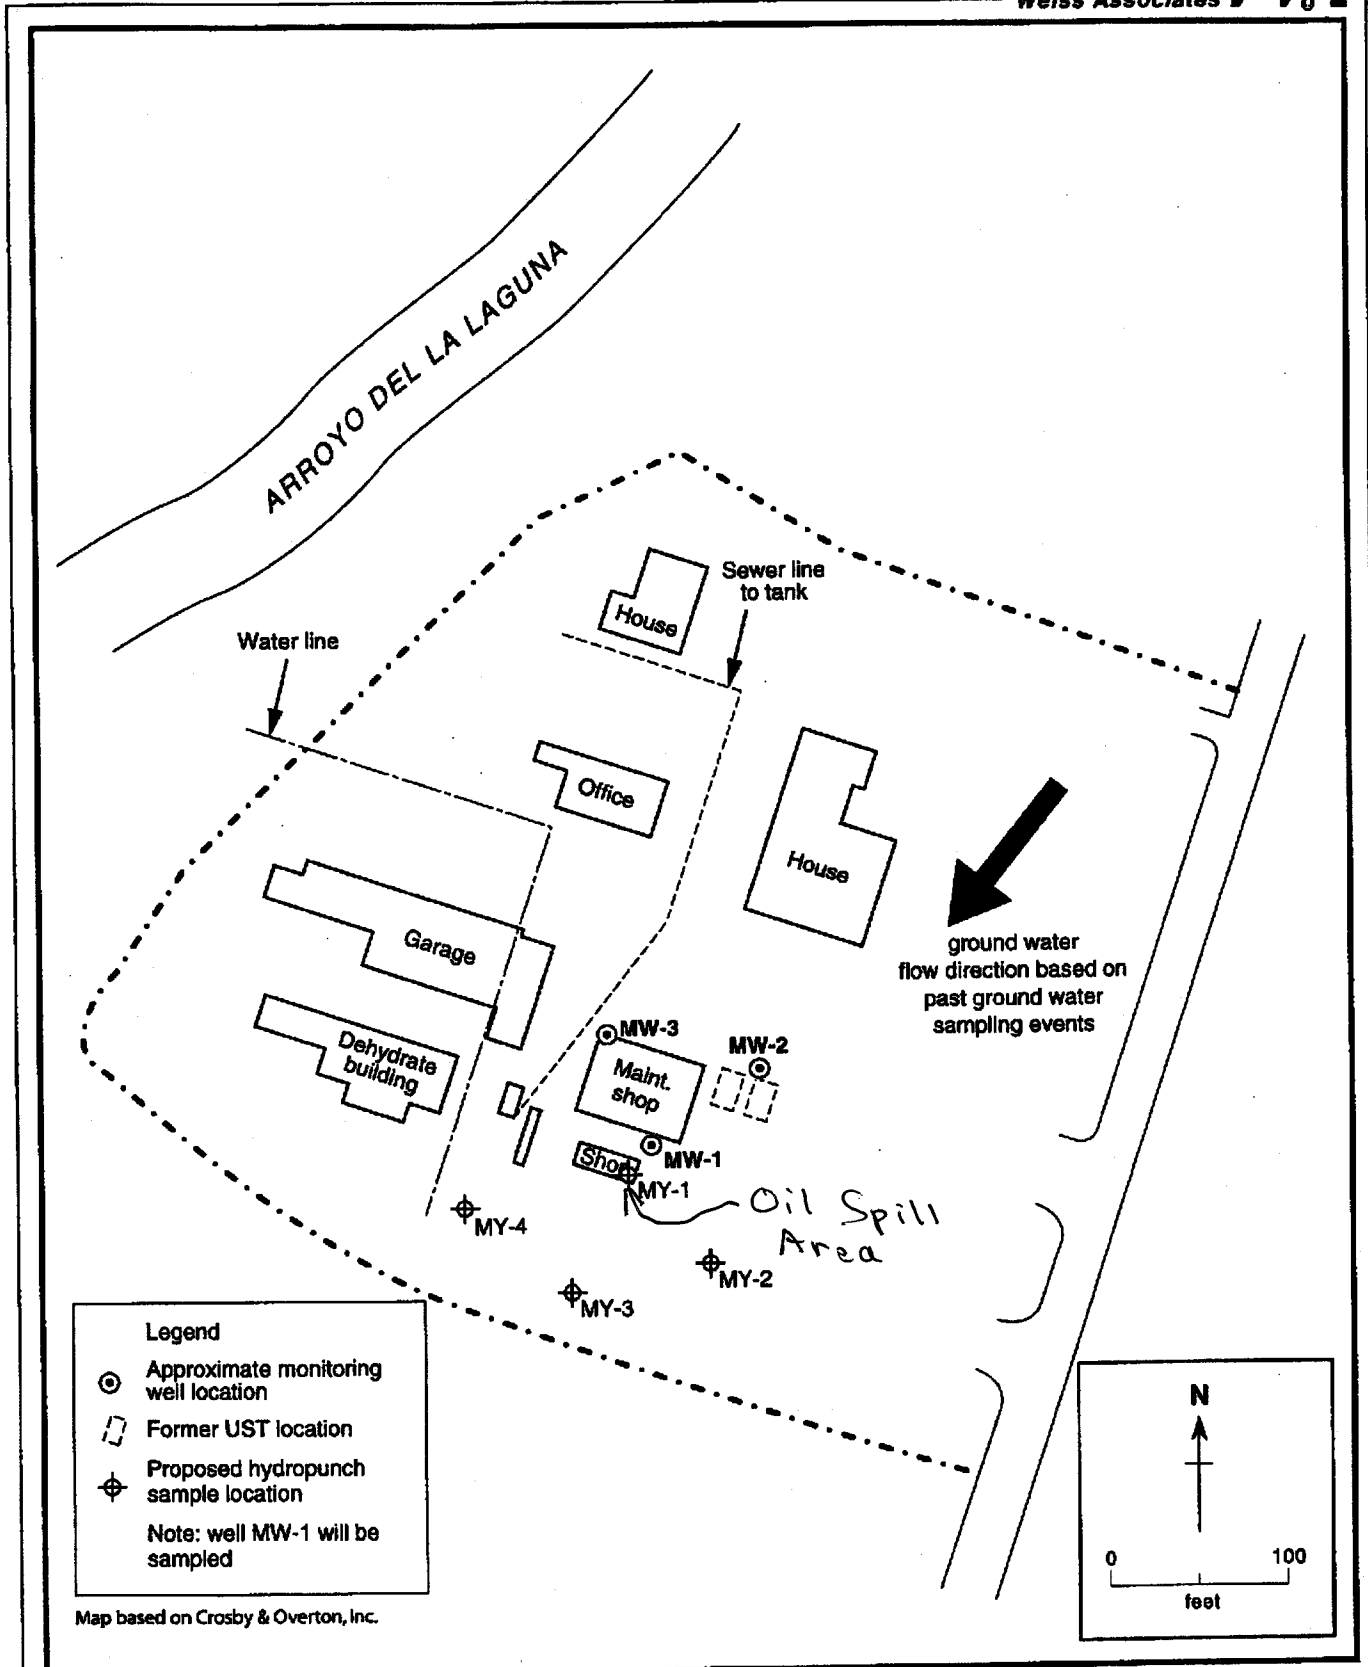 Weiss Associates
ARROYO DEL LA LAGUNA
Sewer line
to tank
House
Water line
Office
House
ground water
flow direction based on
past ground water
sampling events
Garage
MW-3
MW-2
Dehydrate
building
Maint.
shop
MW-1
Shop
MY-1
Oil Spill
Area
MY-4
MY-2
MY-3
Legend
Approximate monitoring
well location
Former UST location
Proposed hydropunch
sample location
Note: well MW-1 will be
sampled
N
0 100
feet
Map based on Crosby & Overton, Inc.